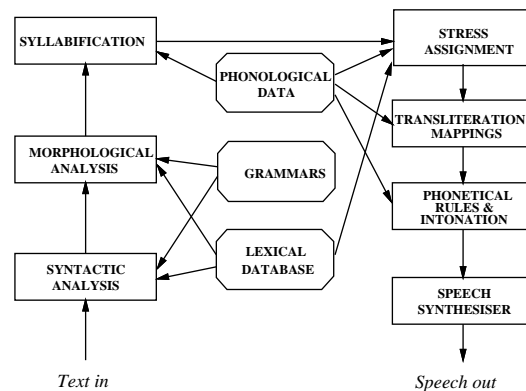 SYLLABIFICATION
STRESS
ASSIGNMENT
PHONOLOGICAL
DATA
TRANSLITERATION
MAPPINGS
MORPHOLOGICAL
ANALYSIS
GRAMMARS
PHONETICAL
RULES &
INTONATION
LEXICAL
DATABASE
SYNTACTIC
ANALYSIS
SPEECH
SYNTHESISER
Text in
Speech out